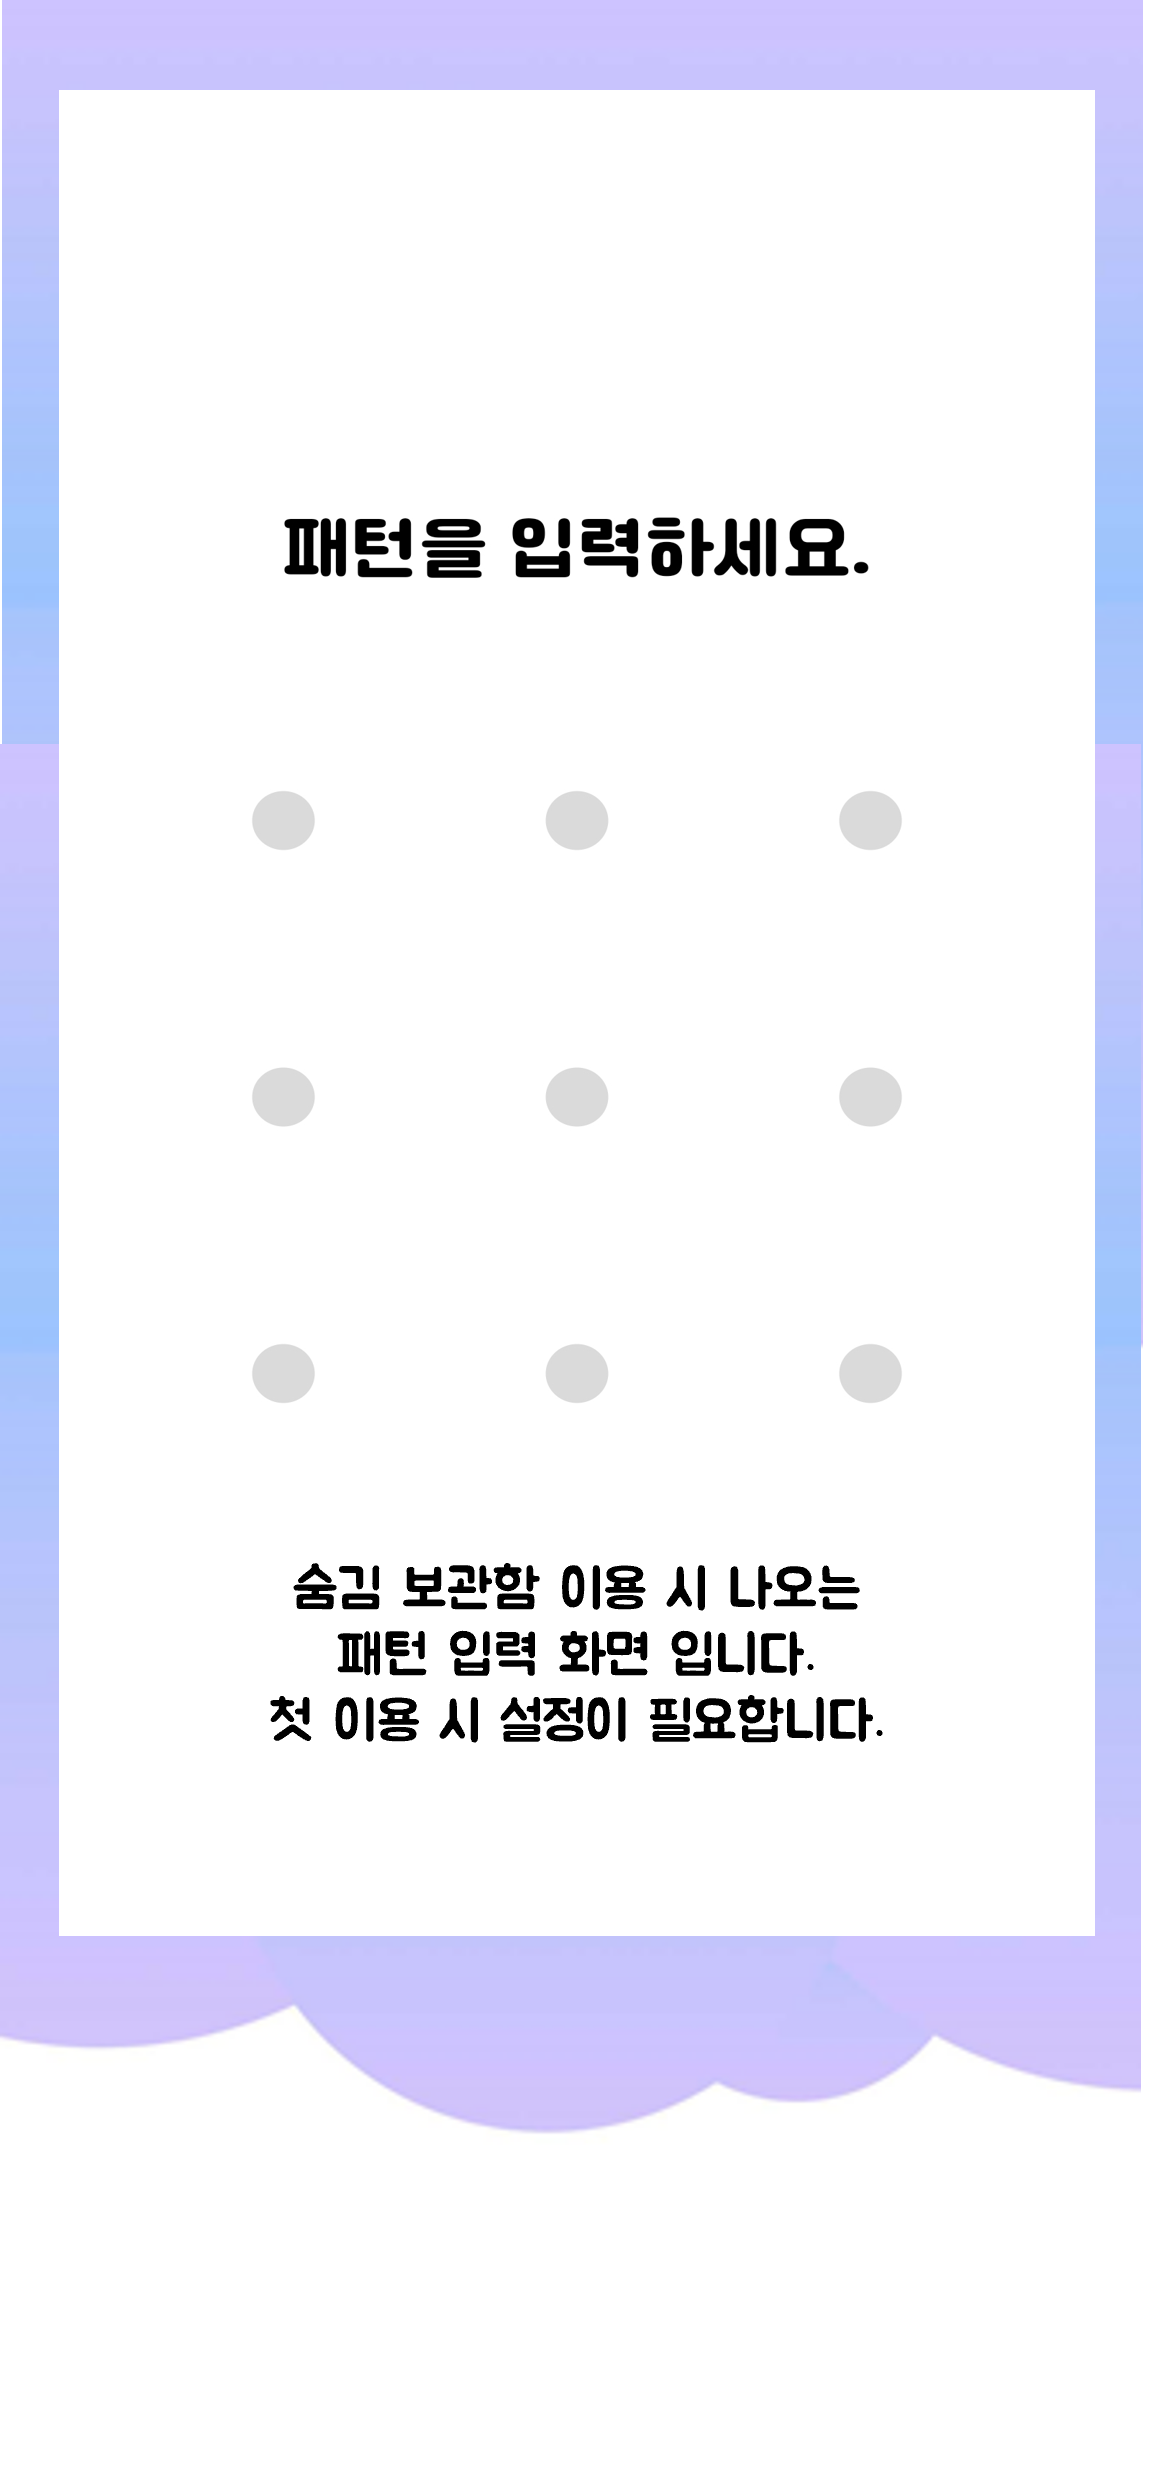 패턴을 입력하세요.
숨김 보관함 이용 시 나오는
패턴 입력 화면 입니다.
첫 이용 시 설정이 필요합니다.